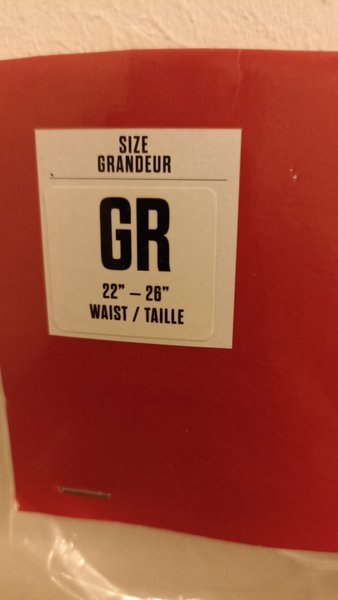 SIZE
GRANDEUR
GR
22” – 26”
WAIST / TAILLE